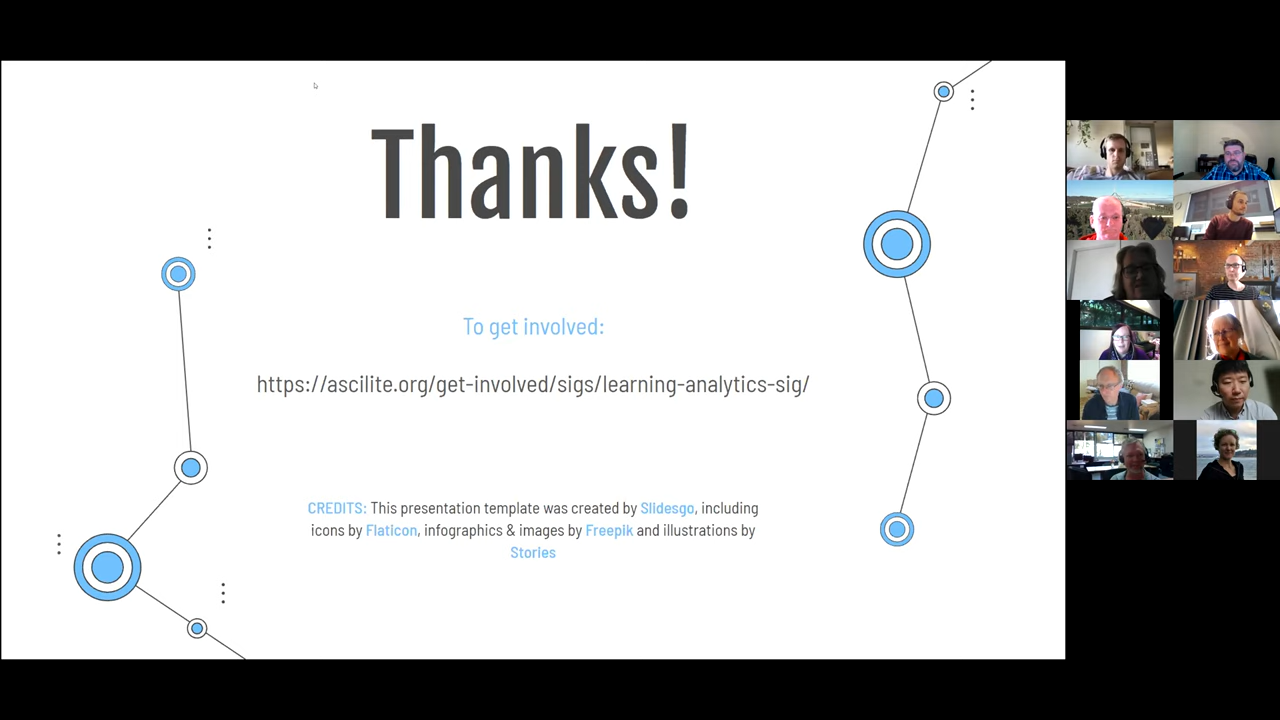 Thanks!
To get involved:
https://ascilite.org/get-involved/sigs/learning-analytics-sig/
CREDITS: This presentation template was created by Slidesgo, including
icons by Flaticon, infographics & images by Freepik and illustrations by
Stories